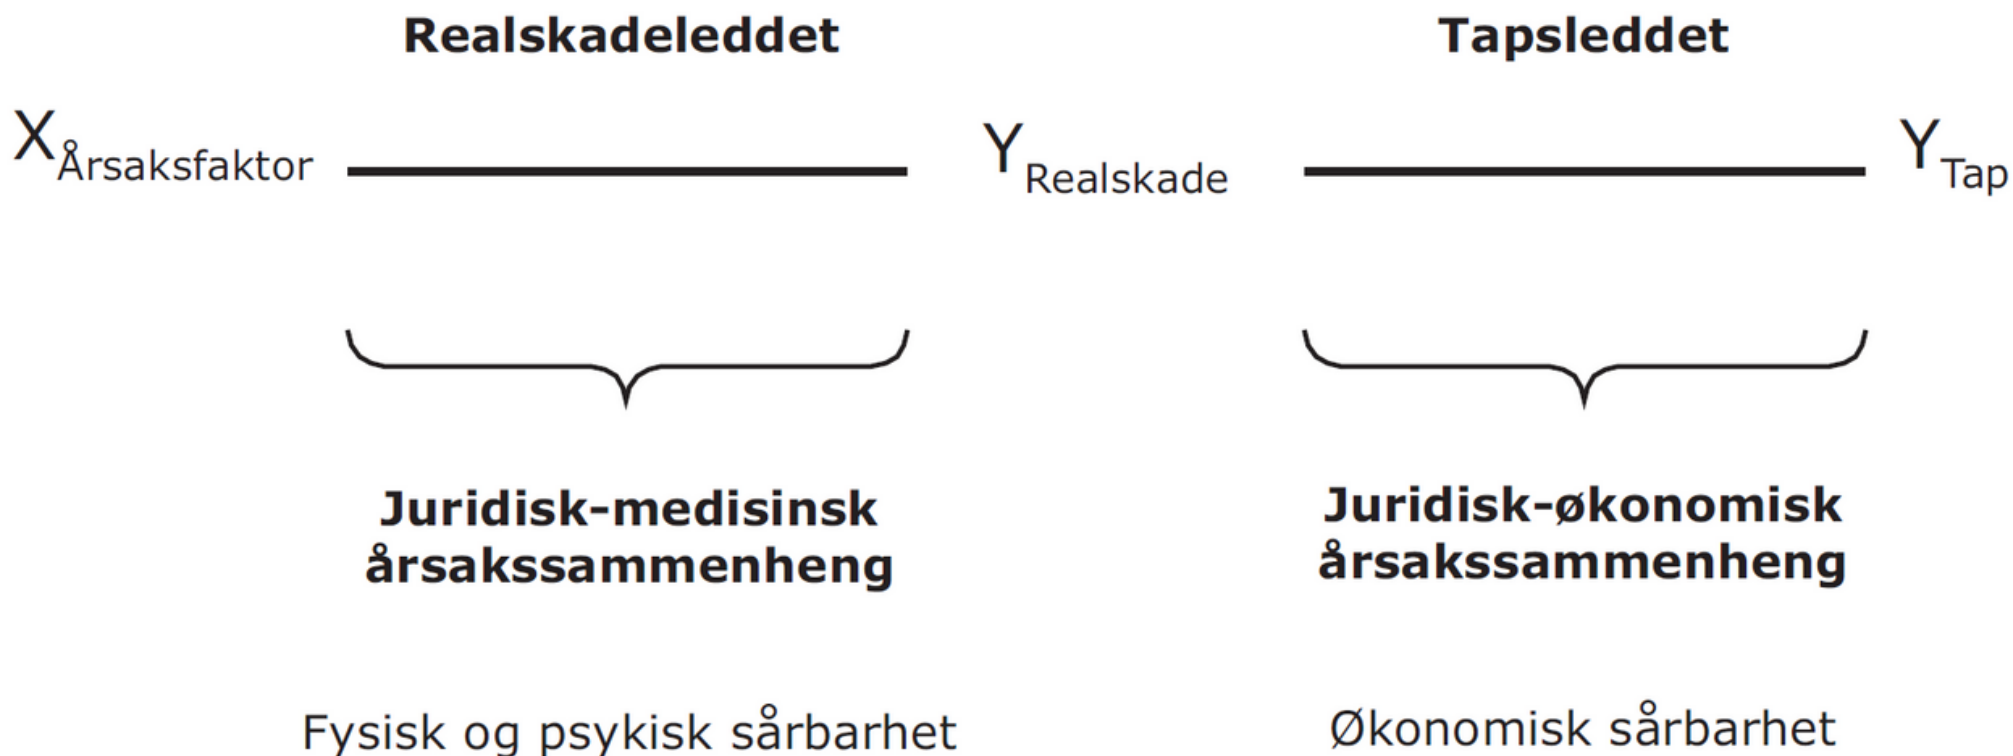 Realskadeleddet Tapsleddet
XÅrsaksfaktor YRealskade YTap
Juridisk-medisinsk
årsakssammenheng
Juridisk-økonomisk
årsakssammenheng
Fysisk og psykisk sårbarhet
Økonomisk sårbarhet